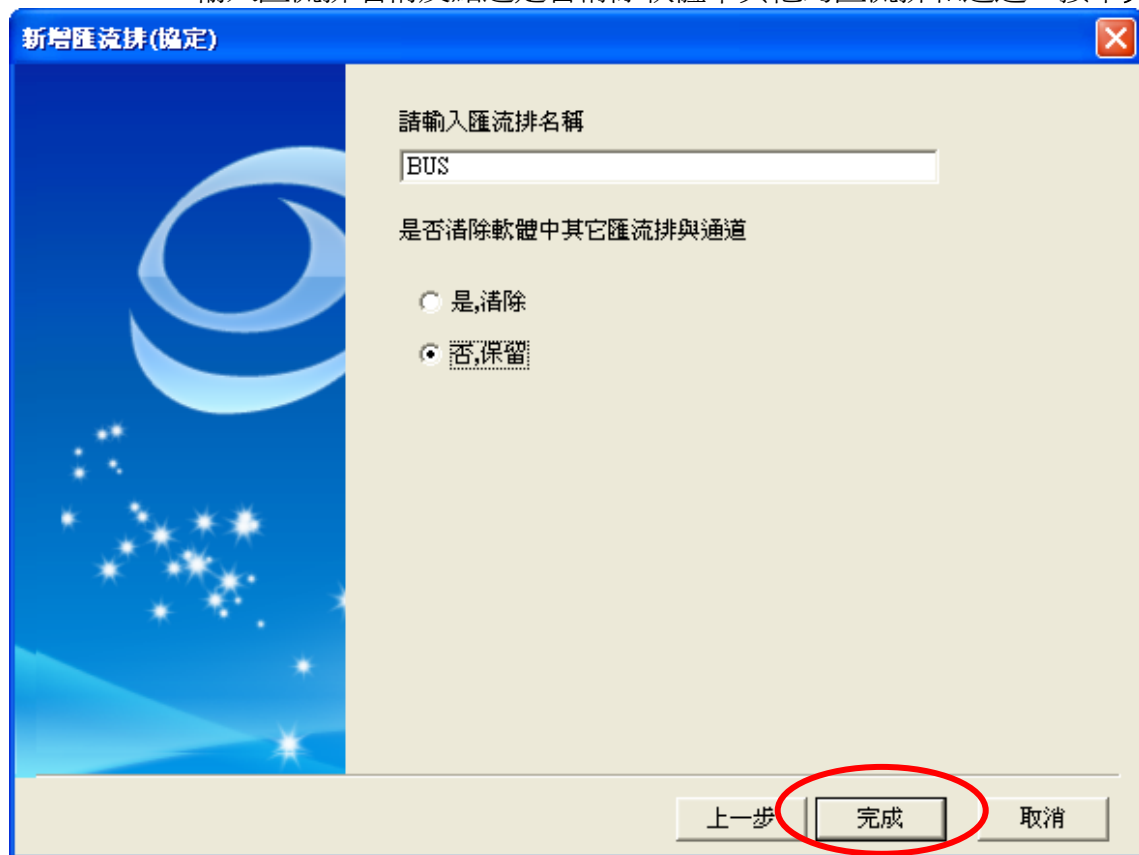 新增匯流排(協定)
請輸入匯流排名稱
BUS
是否清除軟體中其它匯流排與通道
是,清除
否,保留
上一步
完成
取消